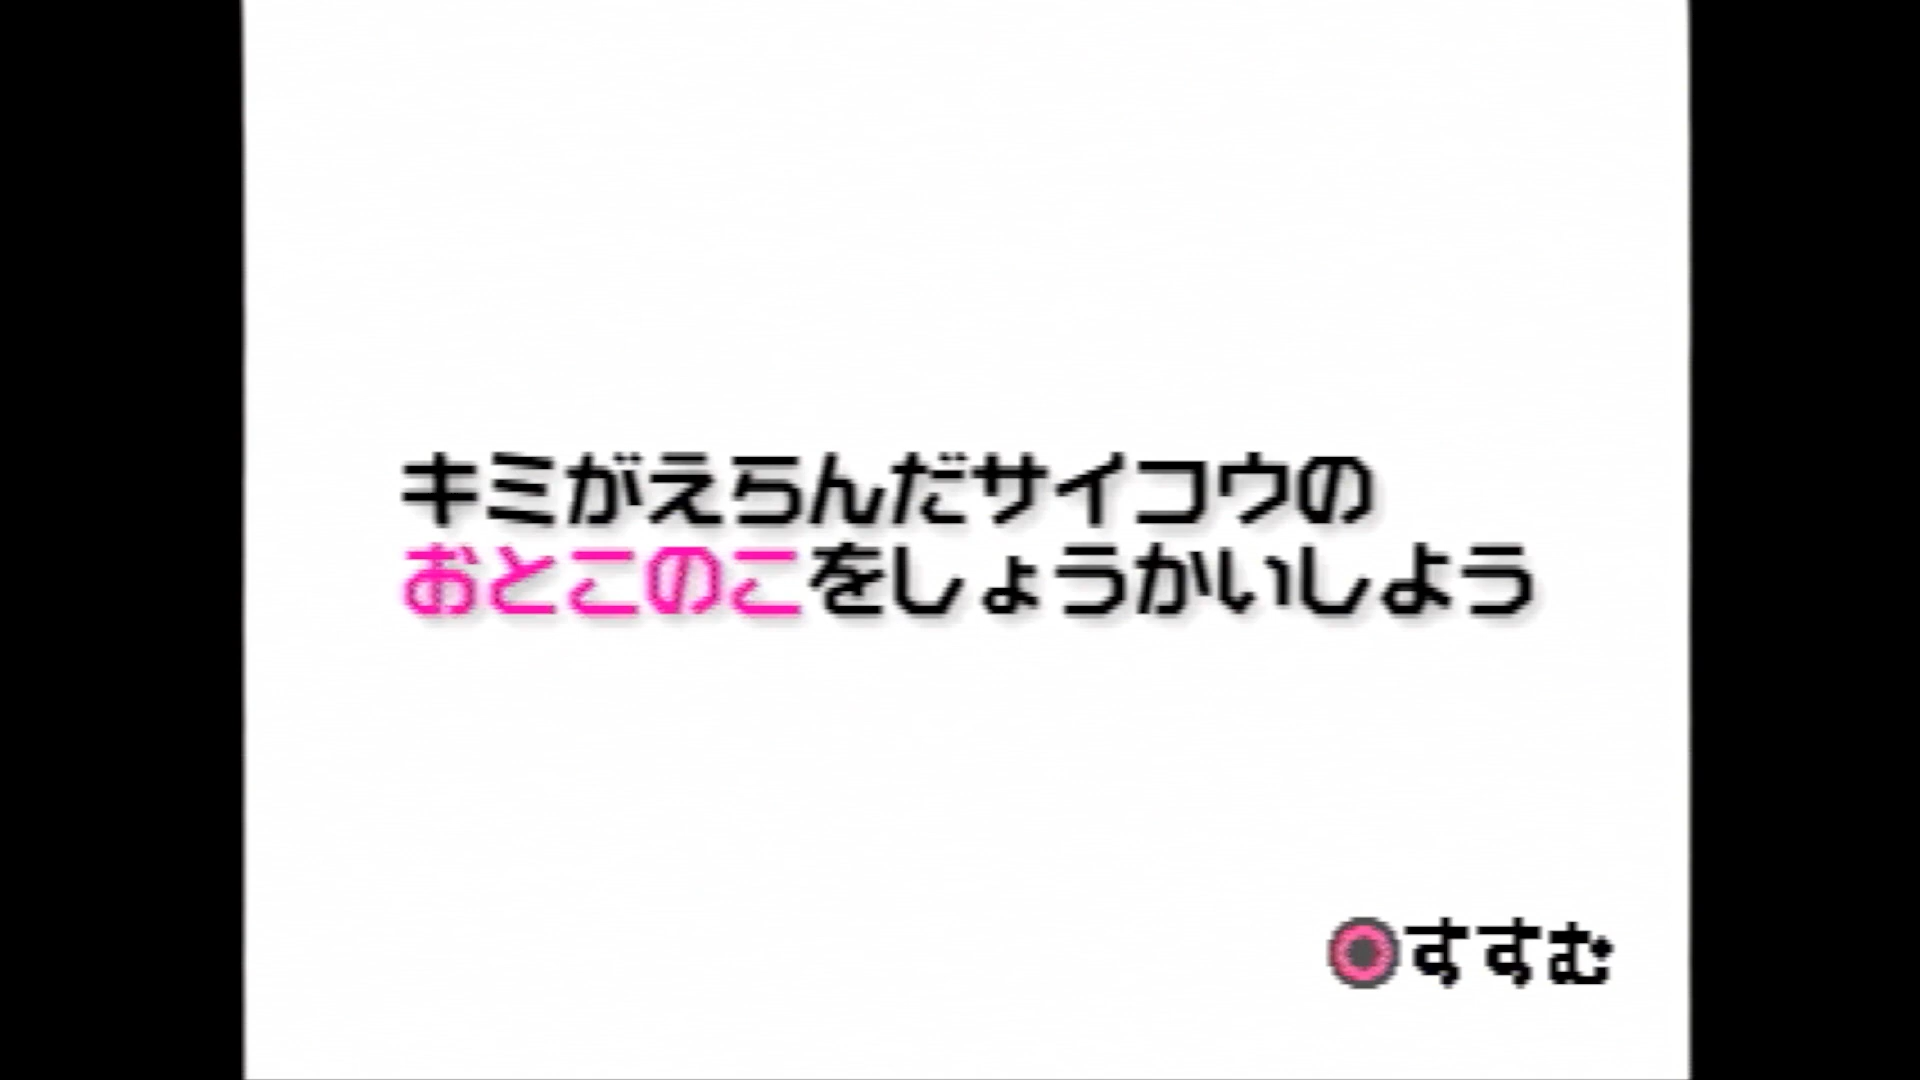 キミがえらんだサイコウの
おとこのこをしょうかいしよう
すすむ